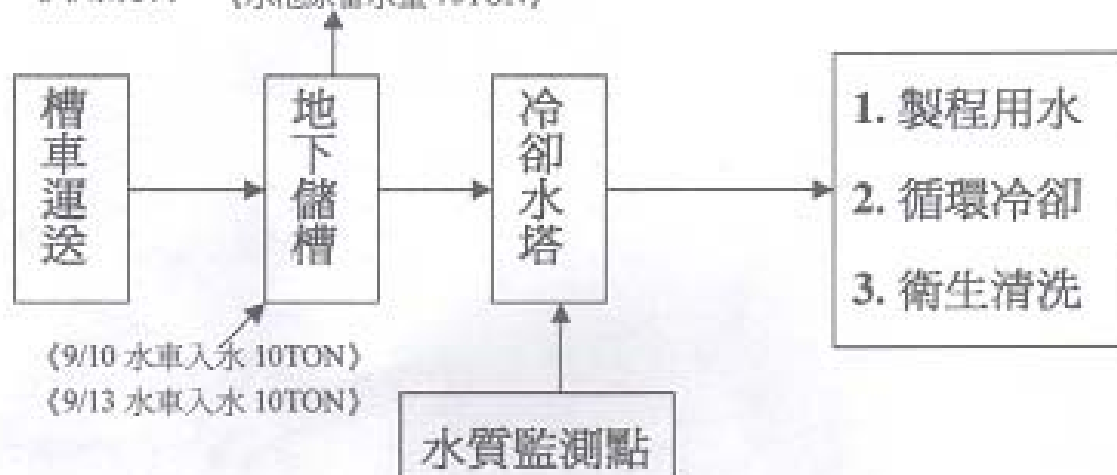 槽車運送
地下儲槽
冷卻水塔
1. 製程用水
2. 循環冷卻
3. 衛生清洗
《9/10 水車入水 10TON》
《9/13 水車入水 10TON》
水質監測點